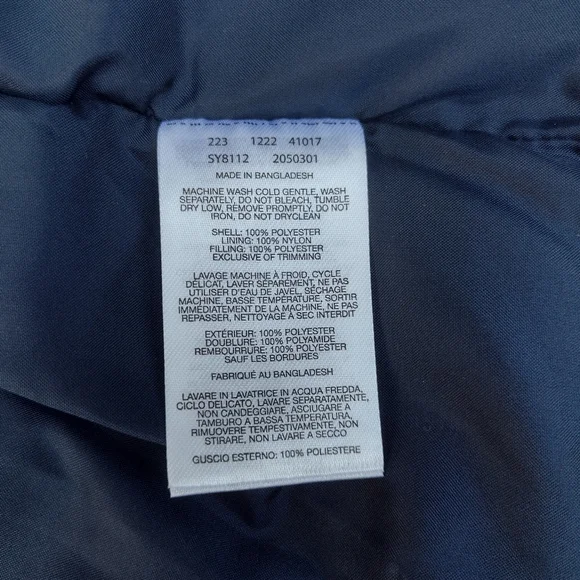 223 1222 41017
SY8112 2050301
MADE IN BANGLADESH
MACHINE WASH COLD GENTLE, WASH
SEPARATELY, DO NOT BLEACH, TUMBLE
DRY LOW, REMOVE PROMPTLY, DO NOT
IRON, DO NOT DRYCLEAN
SHELL: 100% POLYESTER
LINING: 100% NYLON
FILLING: 100% POLYESTER
EXCLUSIVE OF TRIMMING
LAVAGE MACHINE À FROID, CYCLE
DÉLICAT, LAVER SÉPARÉMENT, NE PAS
UTILISER D'EAU DE JAVEL, SÉCHAGE
MACHINE, BASSE TEMPÉRATURE, SORTIR
IMMÉDIATEMENT DE LA MACHINE, NE PAS
REPASSER, NETTOYAGE À SEC INTERDIT
EXTÉRIEUR: 100% POLYESTER
DOUBLURE: 100% POLYAMIDE
REMBOURRURE: 100% POLYESTER
SAUF LES BORDURES
FABRIQUÉ AU BANGLADESH
LAVARE IN LAVATRICE IN ACQUA FREDDA,
CICLO DELICATO, LAVARE SEPARATAMENTE,
NON CANDEGGIARE, ASCIUGARE A
TAMBURO A BASSA TEMPERATURA,
RIMUOVERE TEMPESTIVAMENTE, NON
STIRARE, NON LAVARE A SECCO
GUSCIO ESTERNO: 100% POLIESTERE